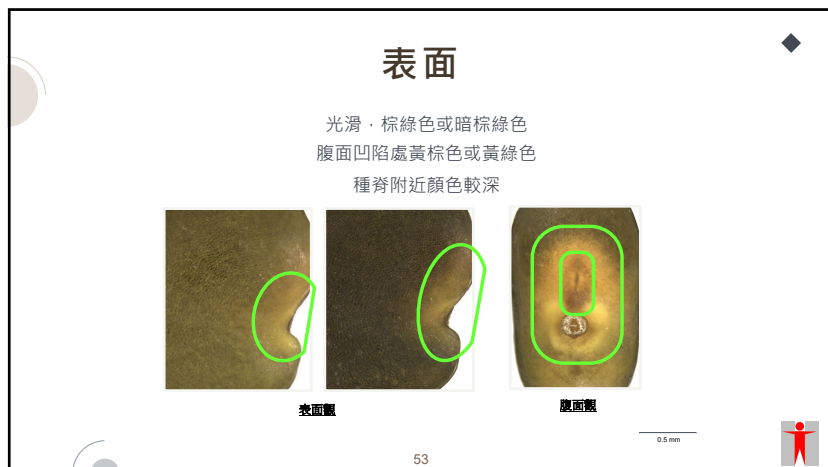 表面
光滑，棕綠色或暗棕綠色
腹面凹陷處黃棕色或黃綠色
種脊附近顏色較深
表面觀
腹面觀
0.5 mm
53